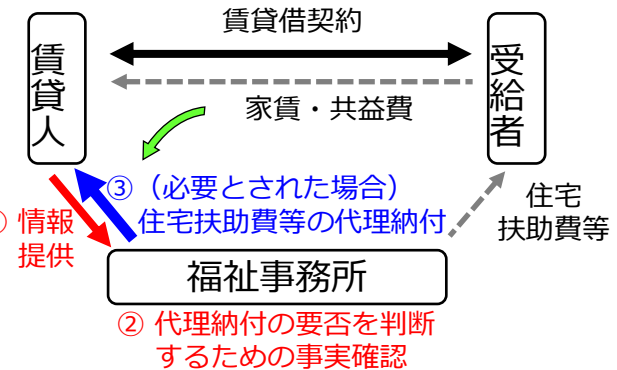 賃貸借契約
賃貸人
受給者
家賃・共益費
③（必要とされた場合）
住宅扶助費等の代理納付
情報
提供
住宅
扶助費等
福祉事務所
② 代理納付の要否を判断
するための事実確認